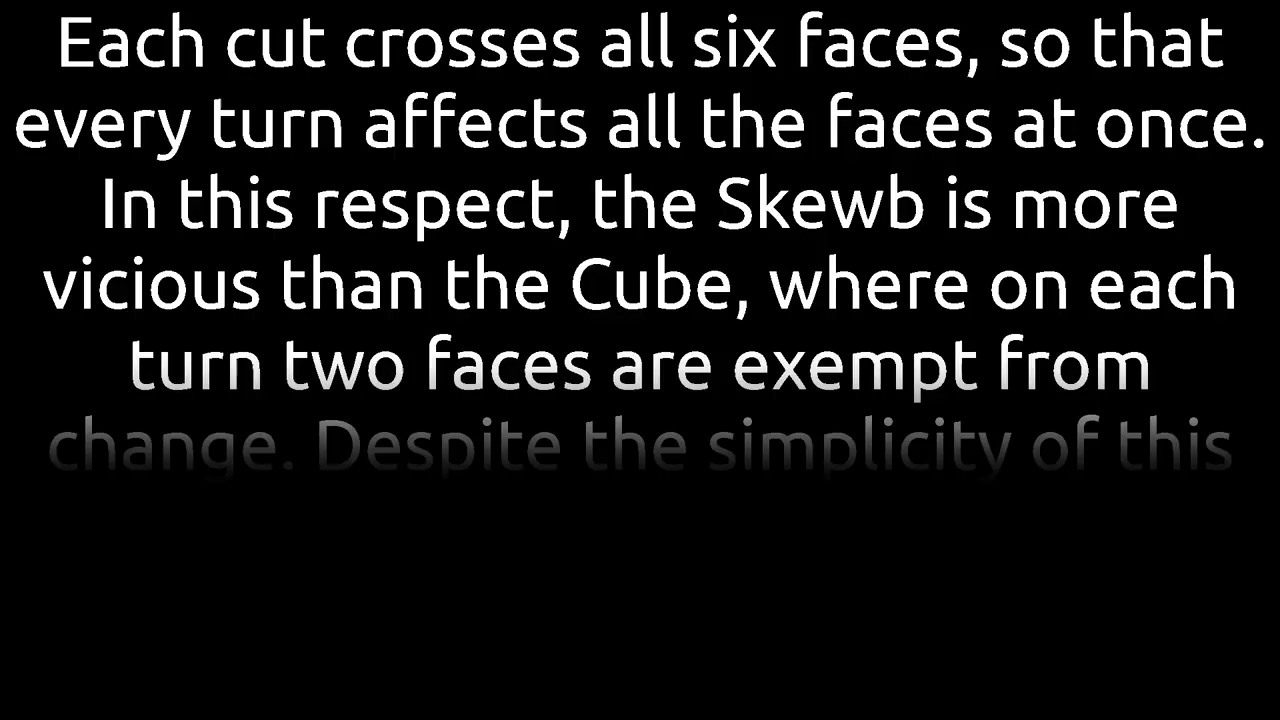 Each cut crosses all six faces, so that
every turn affects all the faces at once.
In this respect, the Skewb is more
vicious than the Cube, where on each
turn two faces are exempt from
change. Despite the simplicity of this